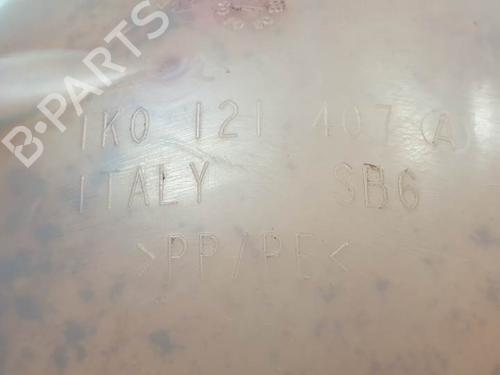 B-PARTS
1K0 121 407 (A)
ITALY SB6
>PP/PE<